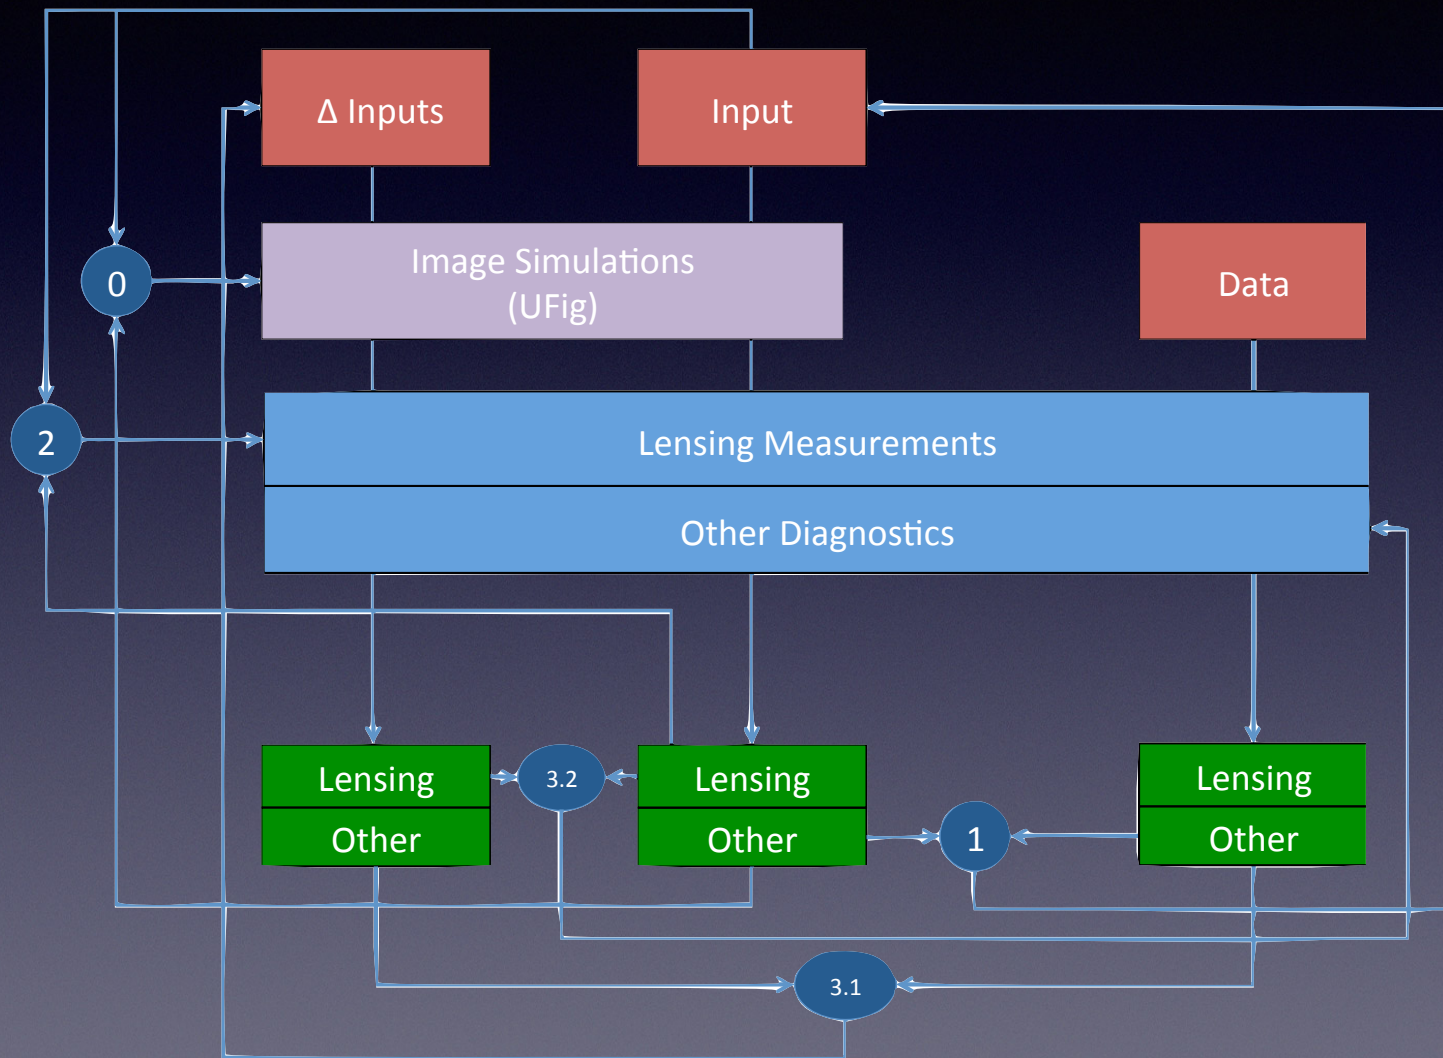 Δ Inputs
Input
Image Simulations
(UFig)
Data
0
2
Lensing Measurements
Other Diagnostics
Lensing
Other
3.2
Lensing
Other
1
Lensing
Other
3.1